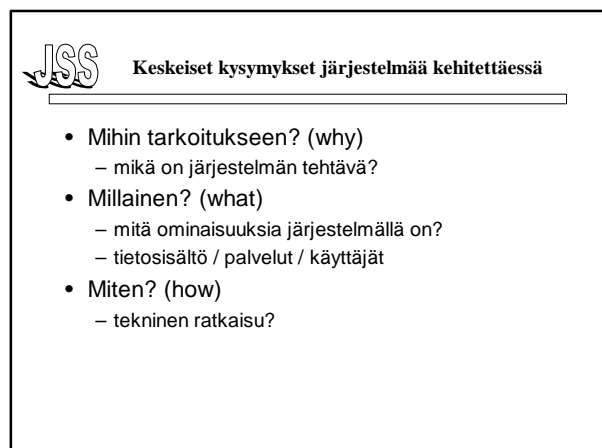 JSS
Keskeiset kysymykset järjestelmää kehitettäessä
• Mihin tarkoitukseen? (why)
– mikä on järjestelmän tehtävä?
• Millainen? (what)
– mitä ominaisuuksia järjestelmällä on?
– tietosisältö / palvelut / käyttäjät
• Miten? (how)
– tekninen ratkaisu?